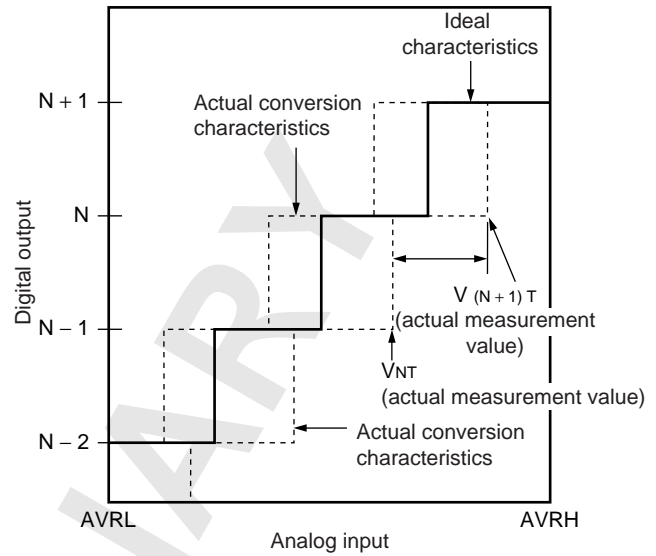 Ideal
characteristics
N + 1
Actual conversion
characteristics
N
Digital output
V (N + 1) T
(actual measurement
value)
N – 1
VNT
(actual measurement value)
N – 2
Actual conversion
characteristics
AVRL
AVRH
Analog input
IARY